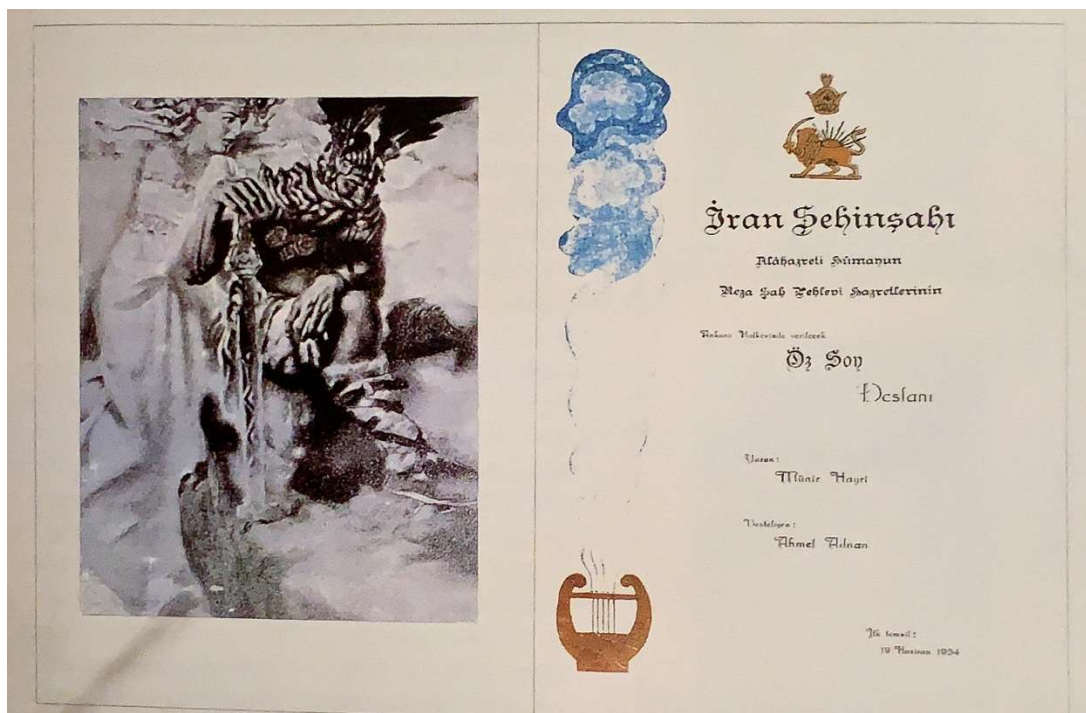 İran Şehinşahı
Alâhazreti Hümayun
Reza Şah Pehlevi Hazretlerinin
Ankara Halkevinde verilecek
Öz Soy
Destanı
Yazan:
Münir Hayri
Besteliyen:
Ahmet Adnan
İlk temsil:
19 Haziran 1934